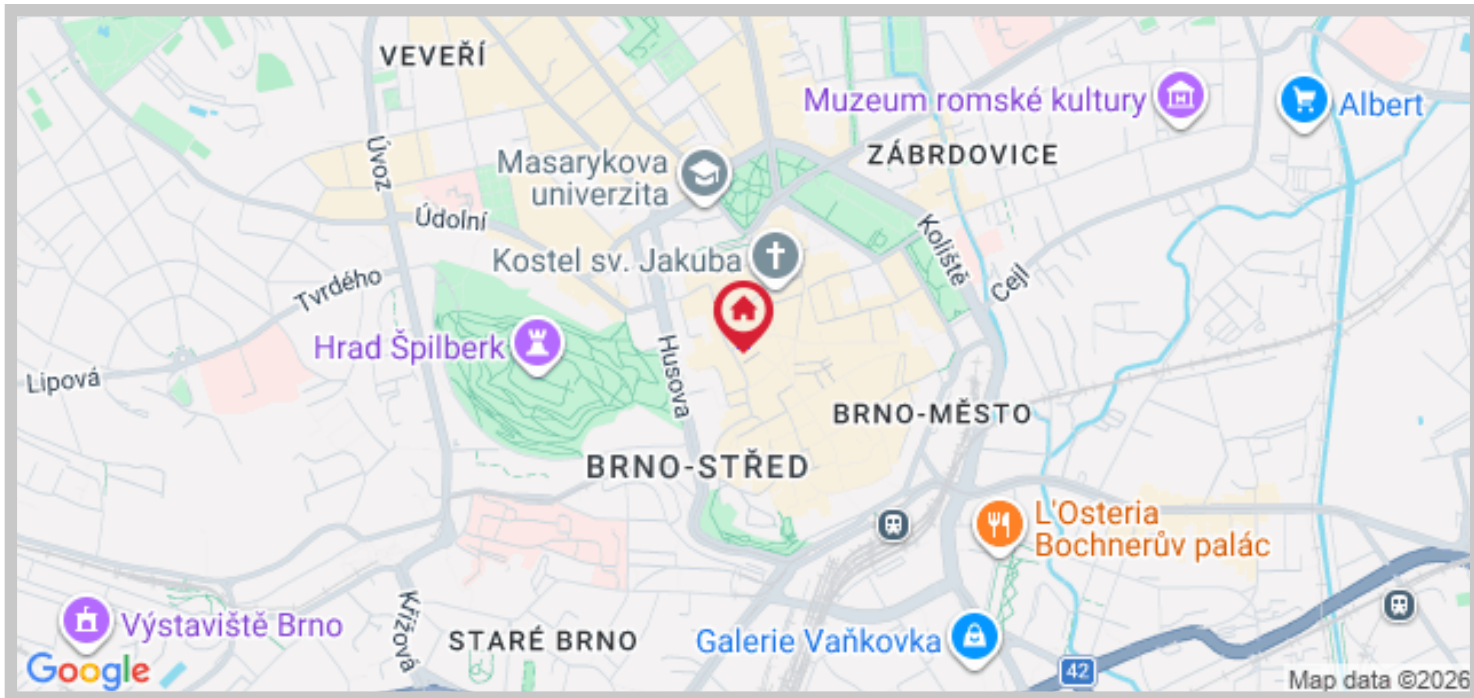 VEVEŘÍ
Muzeum romské kultury
Albert
Úvoz
Masarykova
univerzita
ZÁBRDOVICE
Údolní
Koliště
Kostel sv. Jakuba
Cejl
Tvrdého
Hrad Špilberk
Husova
Lipová
BRNO-MĚSTO
BRNO-STŘED
L'Osteria
Bochnerův palác
Výstaviště Brno
Křížová
STARÉ BRNO
Galerie Vaňkovka
42
Google
Map data ©2026